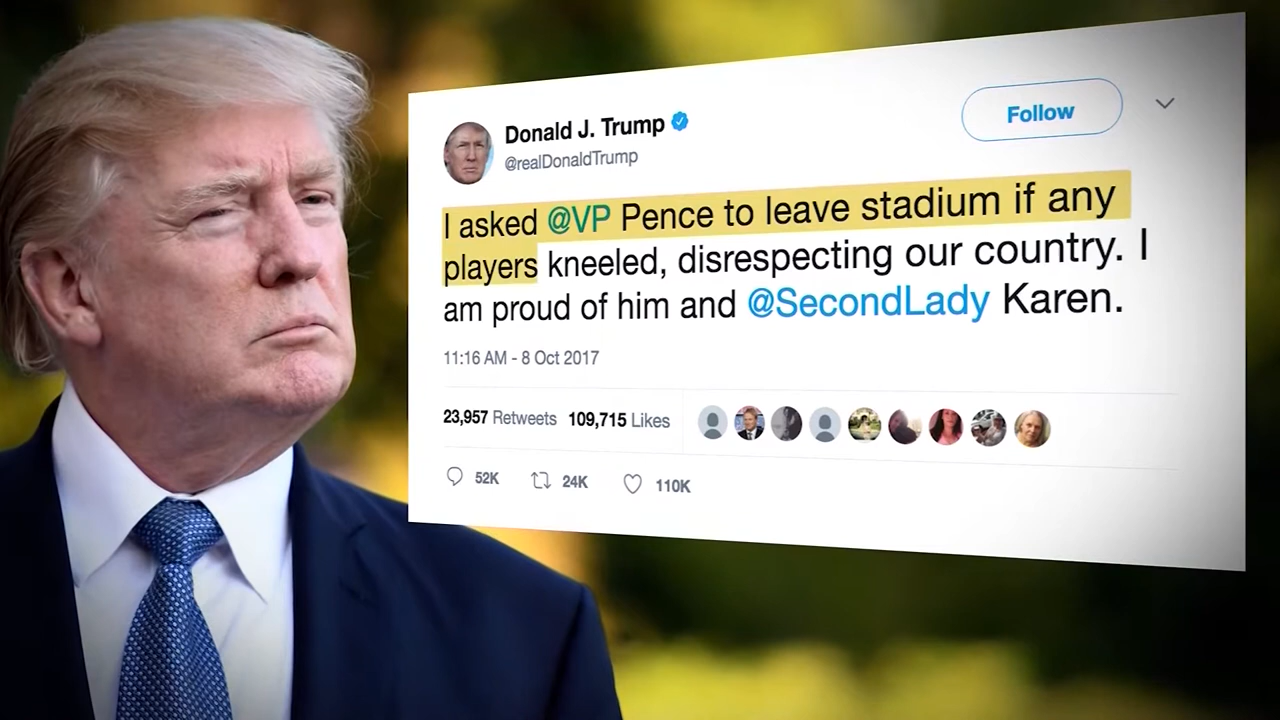 Donald J. Trump
@realDonaldTrump
Follow
I asked @VP Pence to leave stadium if any
players kneeled, disrespecting our country. I
am proud of him and @SecondLady Karen.
11:16 AM - 8 Oct 2017
23,957 Retweets 109,715 Likes
52K 24K 110K